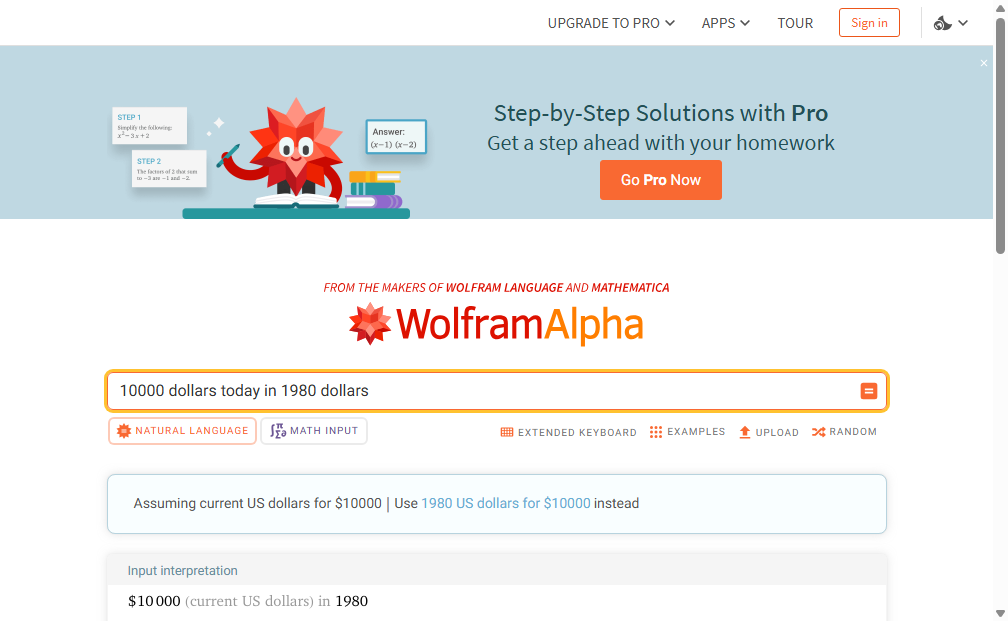 UPGRADE TO PRO APPS TOUR Sign in
Step-by-Step Solutions with Pro
Get a step ahead with your homework
Go Pro Now
STEP 1
Simplify the following:
x² − 3 x + 2
STEP 2
The factors of 2 that sum
to −3 are −1 and −2.
Answer:
(x−1) (x−2)
FROM THE MAKERS OF WOLFRAM LANGUAGE AND MATHEMATICA
WolframAlpha
10000 dollars today in 1980 dollars
NATURAL LANGUAGE MATH INPUT EXTENDED KEYBOARD EXAMPLES UPLOAD RANDOM
Assuming current US dollars for $10000 | Use 1980 US dollars for $10000 instead
Input interpretation
$10 000 (current US dollars) in 1980